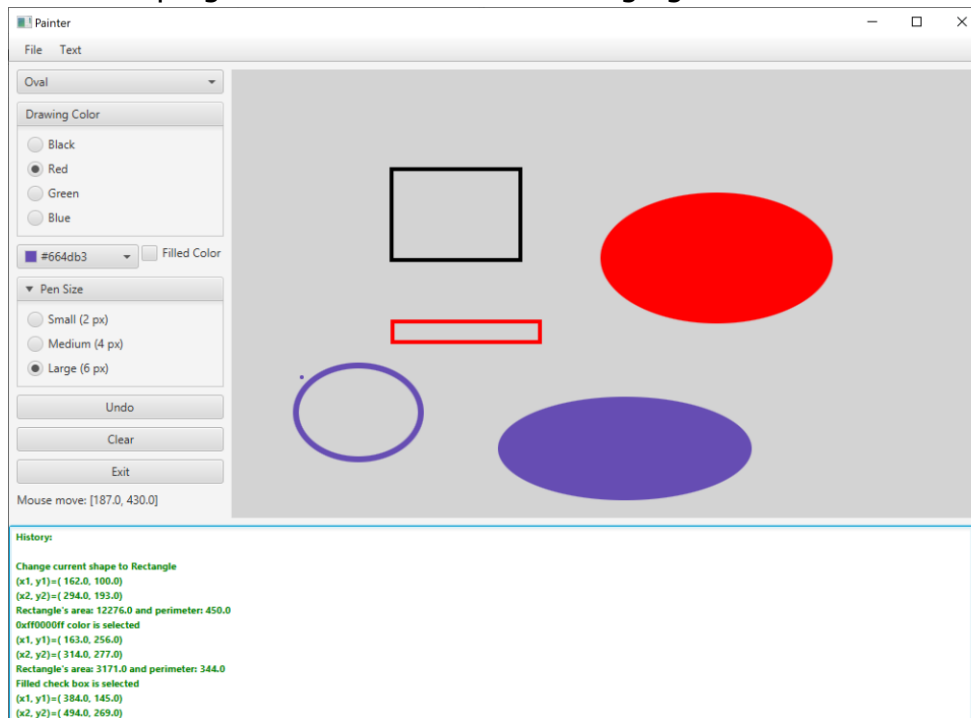 Painter
File Text
Oval
Drawing Color
Black
Red
Green
Blue
#664db3
Filled Color
Pen Size
Small (2 px)
Medium (4 px)
Large (6 px)
Undo
Clear
Exit
Mouse move: [187.0, 430.0]
History:
Change current shape to Rectangle
(x1, y1)=( 162.0, 100.0)
(x2, y2)=( 294.0, 193.0)
Rectangle's area: 12276.0 and perimeter: 450.0
0xff0000ff color is selected
(x1, y1)=( 163.0, 256.0)
(x2, y2)=( 314.0, 277.0)
Rectangle's area: 3171.0 and perimeter: 344.0
Filled check box is selected
(x1, y1)=( 384.0, 145.0)
(x2, y2)=( 494.0, 269.0)